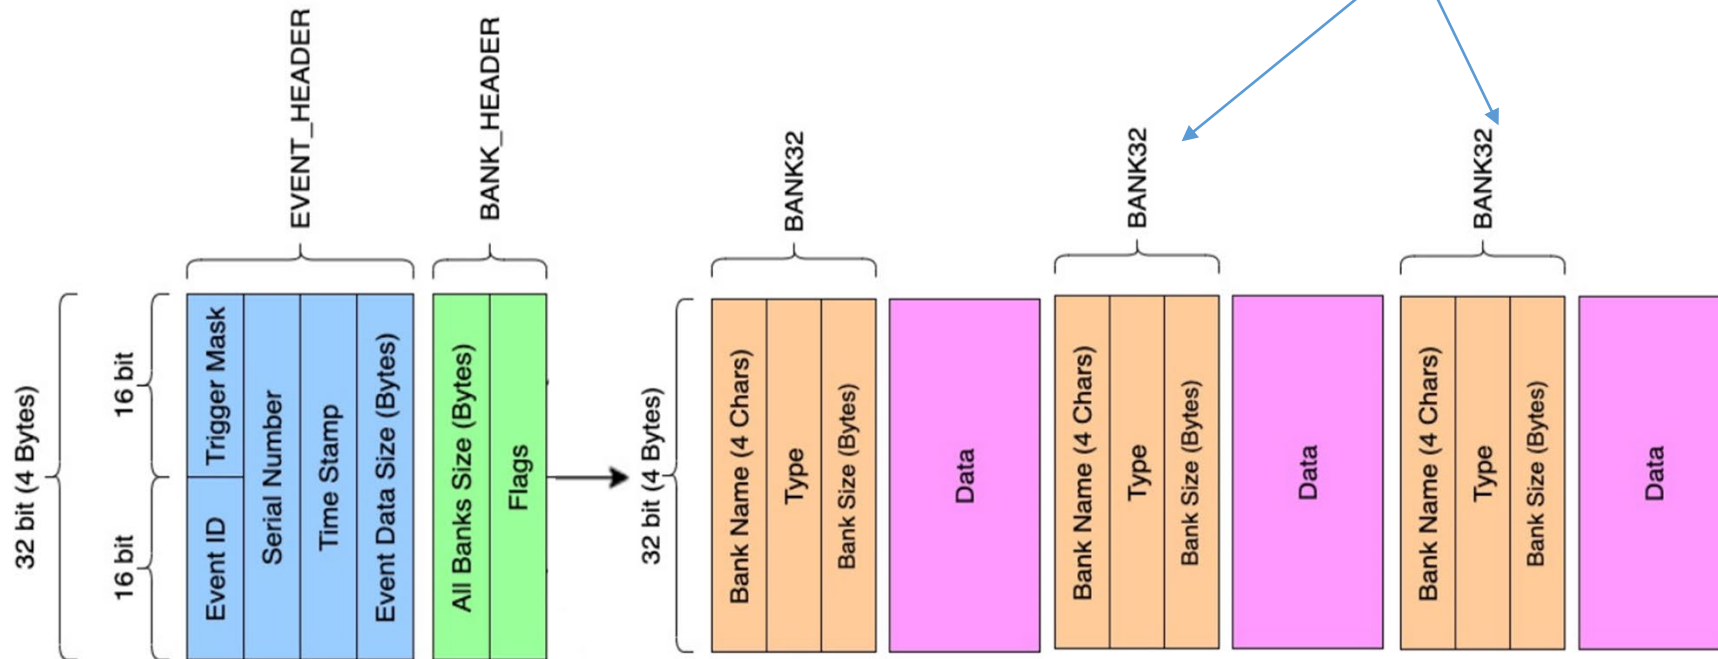 32 bit (4 Bytes)
16 bit
16 bit
EVENT_HEADER
Event ID
Trigger Mask
Serial Number
Time Stamp
Event Data Size (Bytes)
BANK_HEADER
All Banks Size (Bytes)
Flags
32 bit (4 Bytes)
BANK32
Bank Name (4 Chars)
Type
Bank Size (Bytes)
Data
BANK32
Bank Name (4 Chars)
Type
Bank Size (Bytes)
Data
BANK32
Bank Name (4 Chars)
Type
Bank Size (Bytes)
Data